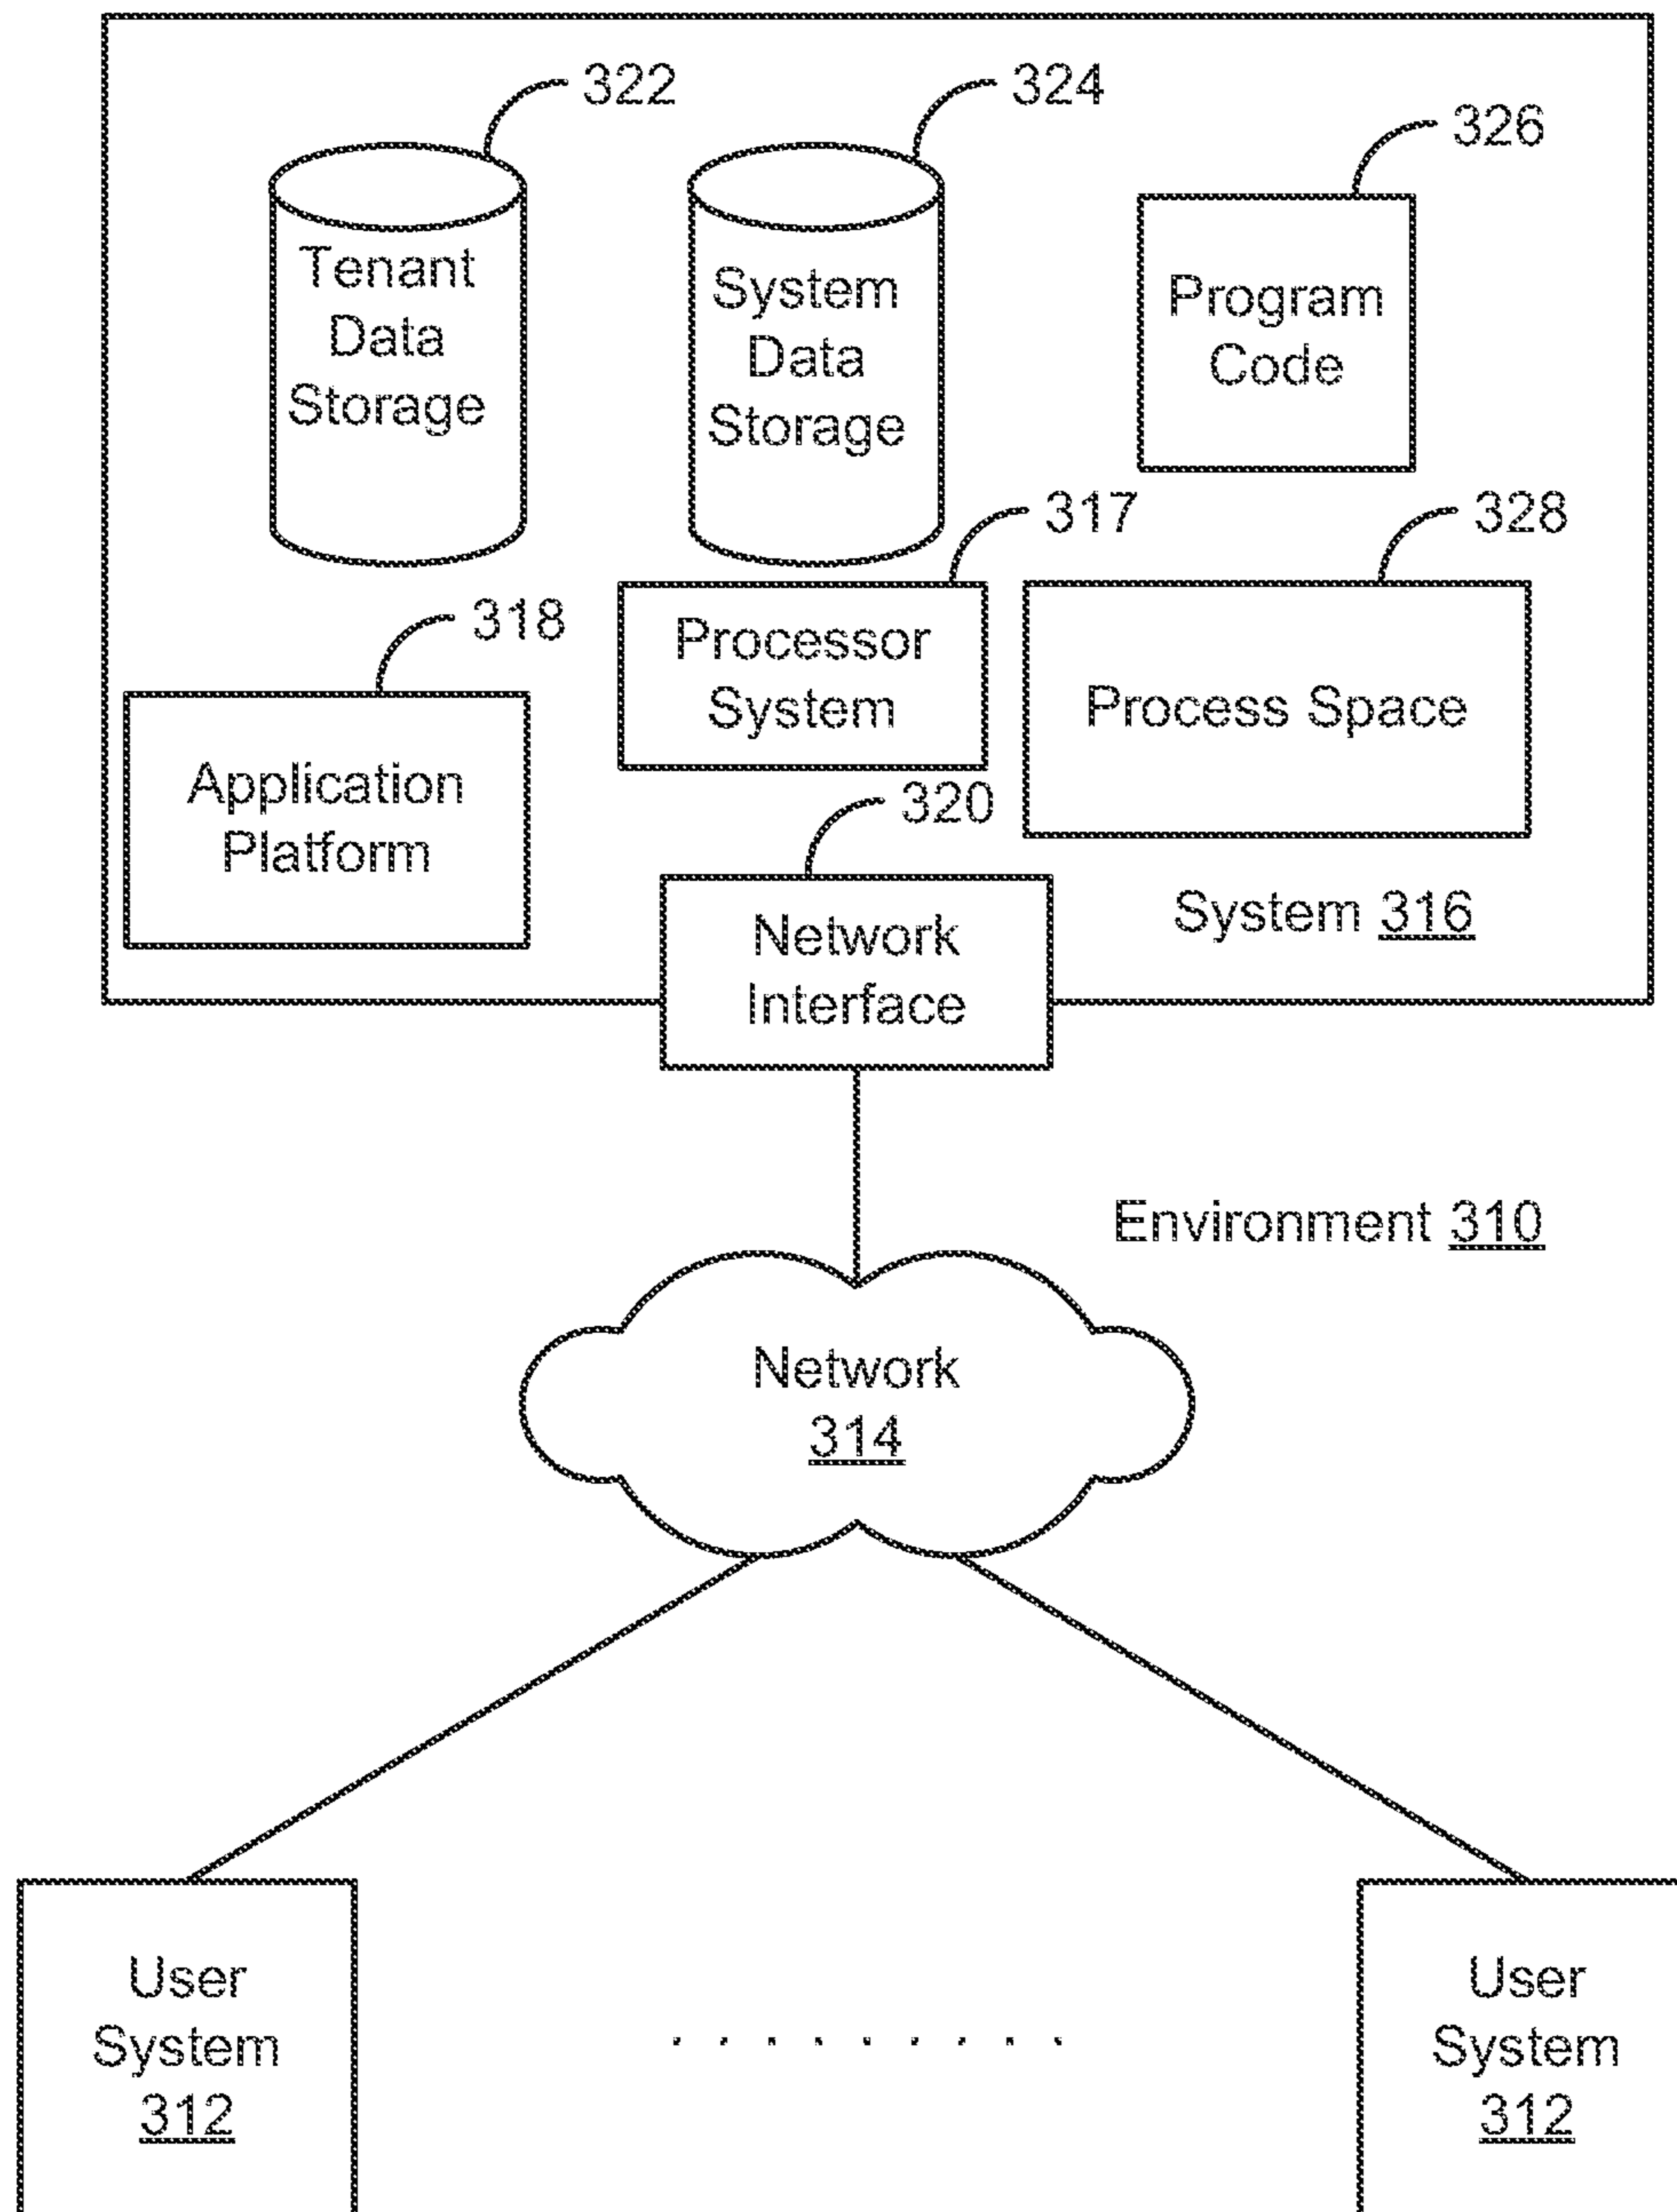 322
324
326
Tenant
Data
Storage
System
Data
Storage
Program
Code
317
328
318
Processor
System
Process Space
Application
Platform
320
Network
Interface
System 316
Environment 310
Network
314
User
System
312
. . . . . . . . .
User
System
312